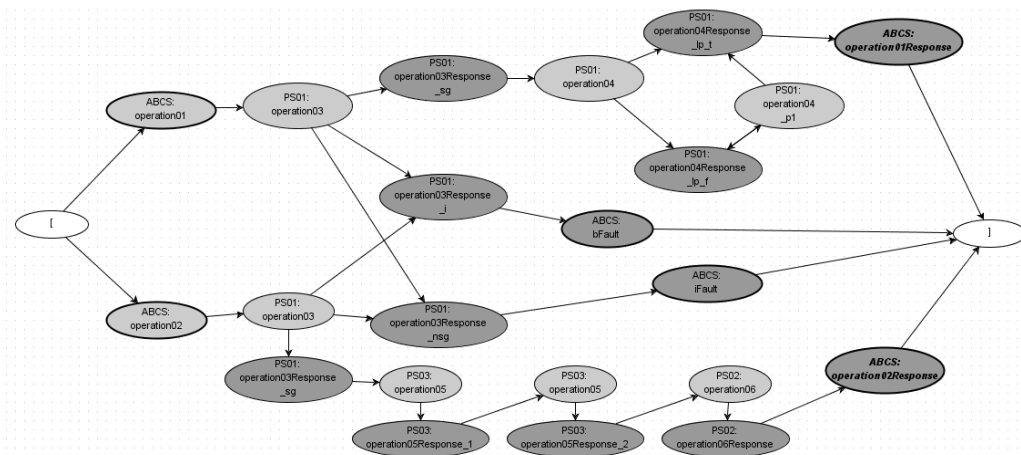 PS01:
operation04Response
_lp_t
ABCS:
operation01Response
PS01:
operation03Response
_sg
PS01:
operation04
PS01:
operation04
_p1
ABCS:
operation01
PS01:
operation03
PS01:
operation04Response
_lp_f
PS01:
operation03Response
_i
[
ABCS:
bFault
]
ABCS:
iFault
ABCS:
operation02
PS01:
operation03
PS01:
operation03Response
_nsg
PS01:
operation03Response
_sg
PS03:
operation05
PS03:
operation05
PS02:
operation06
ABCS:
operation02Response
PS03:
operation05Response_1
PS03:
operation05Response_2
PS02:
operation06Response